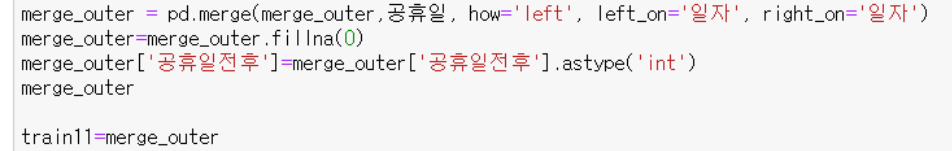 merge_outer = pd.merge(merge_outer,공휴일, how='left', left_on='일자', right_on='일자')
merge_outer=merge_outer.fillna(0)
merge_outer['공휴일전후']=merge_outer['공휴일전후'].astype('int')
merge_outer
train11=merge_outer